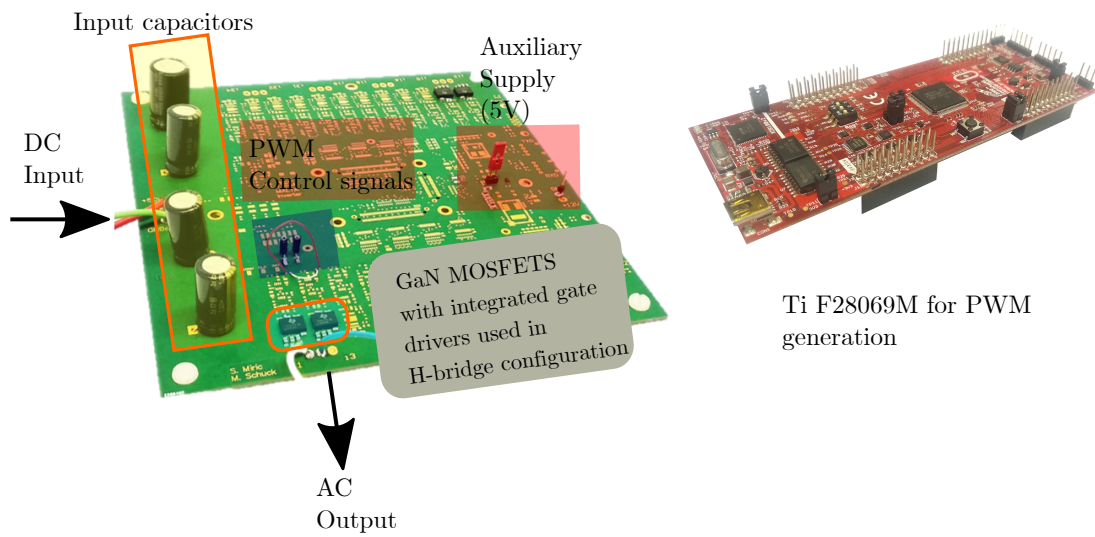 Input capacitors
Auxiliary
Supply
(5V)
DC
Input
PWM
Control signals
GaN MOSFETS
with integrated gate
drivers used in
H-bridge configuration
S. Miric
M. Schuck
AC
Output
Ti F28069M for PWM
generation